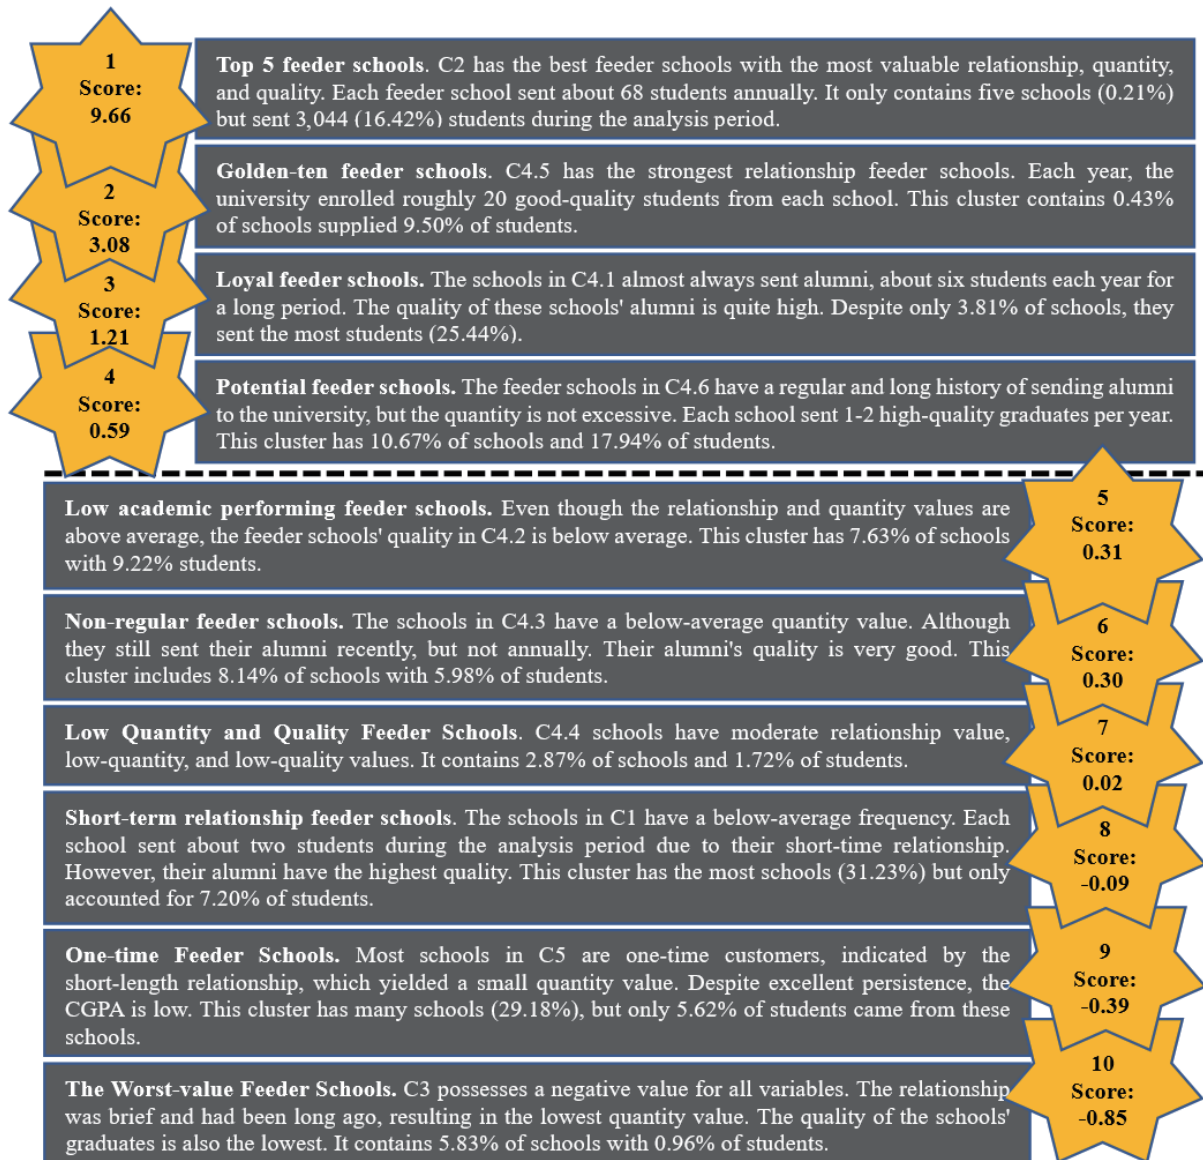 1
Score:
9.66
Top 5 feeder schools. C2 has the best feeder schools with the most valuable relationship, quantity,
and quality. Each feeder school sent about 68 students annually. It only contains five schools (0.21%)
but sent 3,044 (16.42%) students during the analysis period.
2
Score:
3.08
Golden-ten feeder schools. C4.5 has the strongest relationship feeder schools. Each year, the
university enrolled roughly 20 good-quality students from each school. This cluster contains 0.43%
of schools supplied 9.50% of students.
3
Score:
1.21
Loyal feeder schools. The schools in C4.1 almost always sent alumni, about six students each year for
a long period. The quality of these schools' alumni is quite high. Despite only 3.81% of schools, they
sent the most students (25.44%).
4
Score:
0.59
Potential feeder schools. The feeder schools in C4.6 have a regular and long history of sending alumni
to the university, but the quantity is not excessive. Each school sent 1-2 high-quality graduates per year.
This cluster has 10.67% of schools and 17.94% of students.
Low academic performing feeder schools. Even though the relationship and quantity values are
above average, the feeder schools' quality in C4.2 is below average. This cluster has 7.63% of schools
with 9.22% students.
5
Score:
0.31
Non-regular feeder schools. The schools in C4.3 have a below-average quantity value. Although
they still sent their alumni recently, but not annually. Their alumni's quality is very good. This
cluster includes 8.14% of schools with 5.98% of students.
6
Score:
0.30
Low Quantity and Quality Feeder Schools. C4.4 schools have moderate relationship value,
low-quantity, and low-quality values. It contains 2.87% of schools and 1.72% of students.
7
Score:
0.02
Short-term relationship feeder schools. The schools in C1 have a below-average frequency. Each
school sent about two students during the analysis period due to their short-time relationship.
However, their alumni have the highest quality. This cluster has the most schools (31.23%) but only
accounted for 7.20% of students.
8
Score:
-0.09
One-time Feeder Schools. Most schools in C5 are one-time customers, indicated by the
short-length relationship, which yielded a small quantity value. Despite excellent persistence, the
CGPA is low. This cluster has many schools (29.18%), but only 5.62% of students came from these
schools.
9
Score:
-0.39
The Worst-value Feeder Schools. C3 possesses a negative value for all variables. The relationship
was brief and had been long ago, resulting in the lowest quantity value. The quality of the schools'
graduates is also the lowest. It contains 5.83% of schools with 0.96% of students.
10
Score:
-0.85